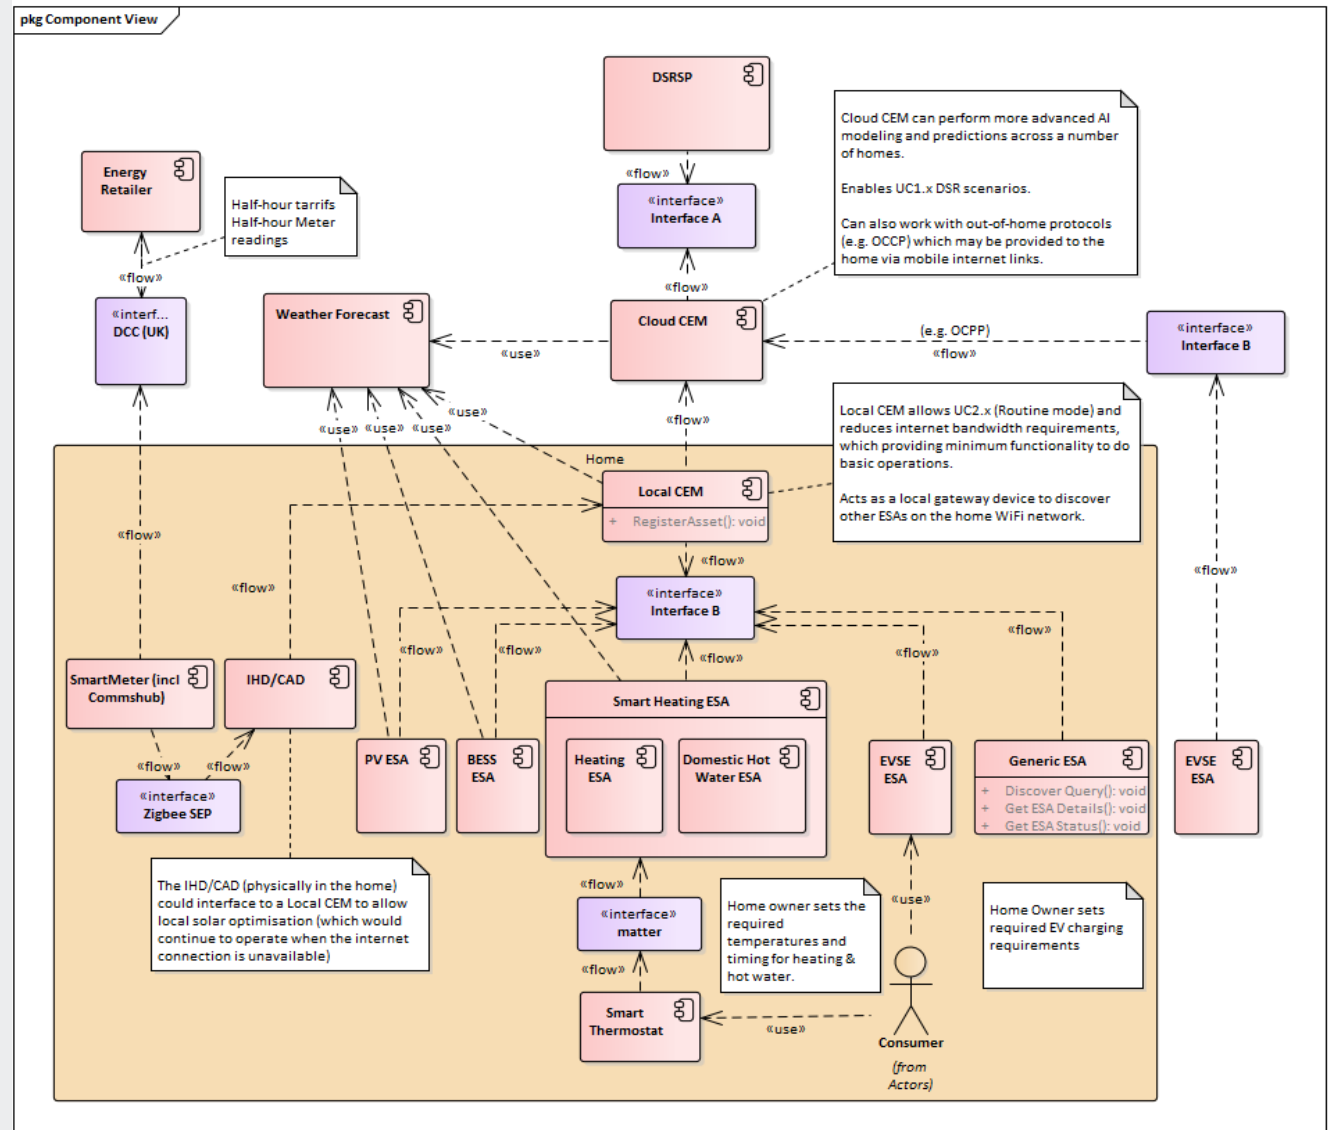 pkg Component View
DSRSP
«flow»
«interface»
Interface A
«flow»
Cloud CEM can perform more advanced AI
modeling and predictions across a number
of homes.
Enables UC1.x DSR scenarios.
Can also work with out-of-home protocols
(e.g. OCCP) which may be provided to the
home via mobile internet links.
Energy
Retailer
Half-hour tarrifs
Half-hour Meter
readings
«flow»
«interf...
DCC (UK)
Weather Forecast
«use»
Cloud CEM
(e.g. OCPP)
«flow»
«interface»
Interface B
«use»
«use»
«use»
«use»
«flow»
Local CEM allows UC2.x (Routine mode) and
reduces internet bandwidth requirements,
which providing minimum functionality to do
basic operations.
Acts as a local gateway device to discover
other ESAs on the home WiFi network.
Home
Local CEM
+ RegisterAsset(): void
«flow»
«flow»
«flow»
«flow»
«interface»
Interface B
«flow»
«flow»
«flow»
«flow»
«flow»
SmartMeter (incl
Commshub)
IHD/CAD
«flow»
«flow»
«interface»
Zigbee SEP
PV ESA
BESS
ESA
Smart Heating ESA
Heating
ESA
Domestic Hot
Water ESA
EVSE
ESA
Generic ESA
+ Discover Query(): void
+ Get ESA Details(): void
+ Get ESA Status(): void
EVSE
ESA
The IHD/CAD (physically in the home)
could interface to a Local CEM to allow
local solar optimisation (which would
continue to operate when the internet
connection is unavailable)
«flow»
«interface»
matter
«flow»
Smart
Thermostat
Home owner sets the
required
temperatures and
timing for heating &
hot water.
«use»
«use»
Consumer
(from
Actors)
Home Owner sets
required EV charging
requirements